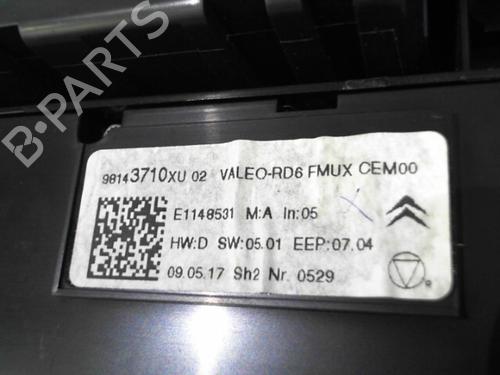 B-PARTS
98143710XU 02 VALEO-RD6 FMUX CEM00
E1148531 M:A In:05
HW:D SW:05.01 EEP:07.04
09.05.17 Sh2 Nr. 0529
R